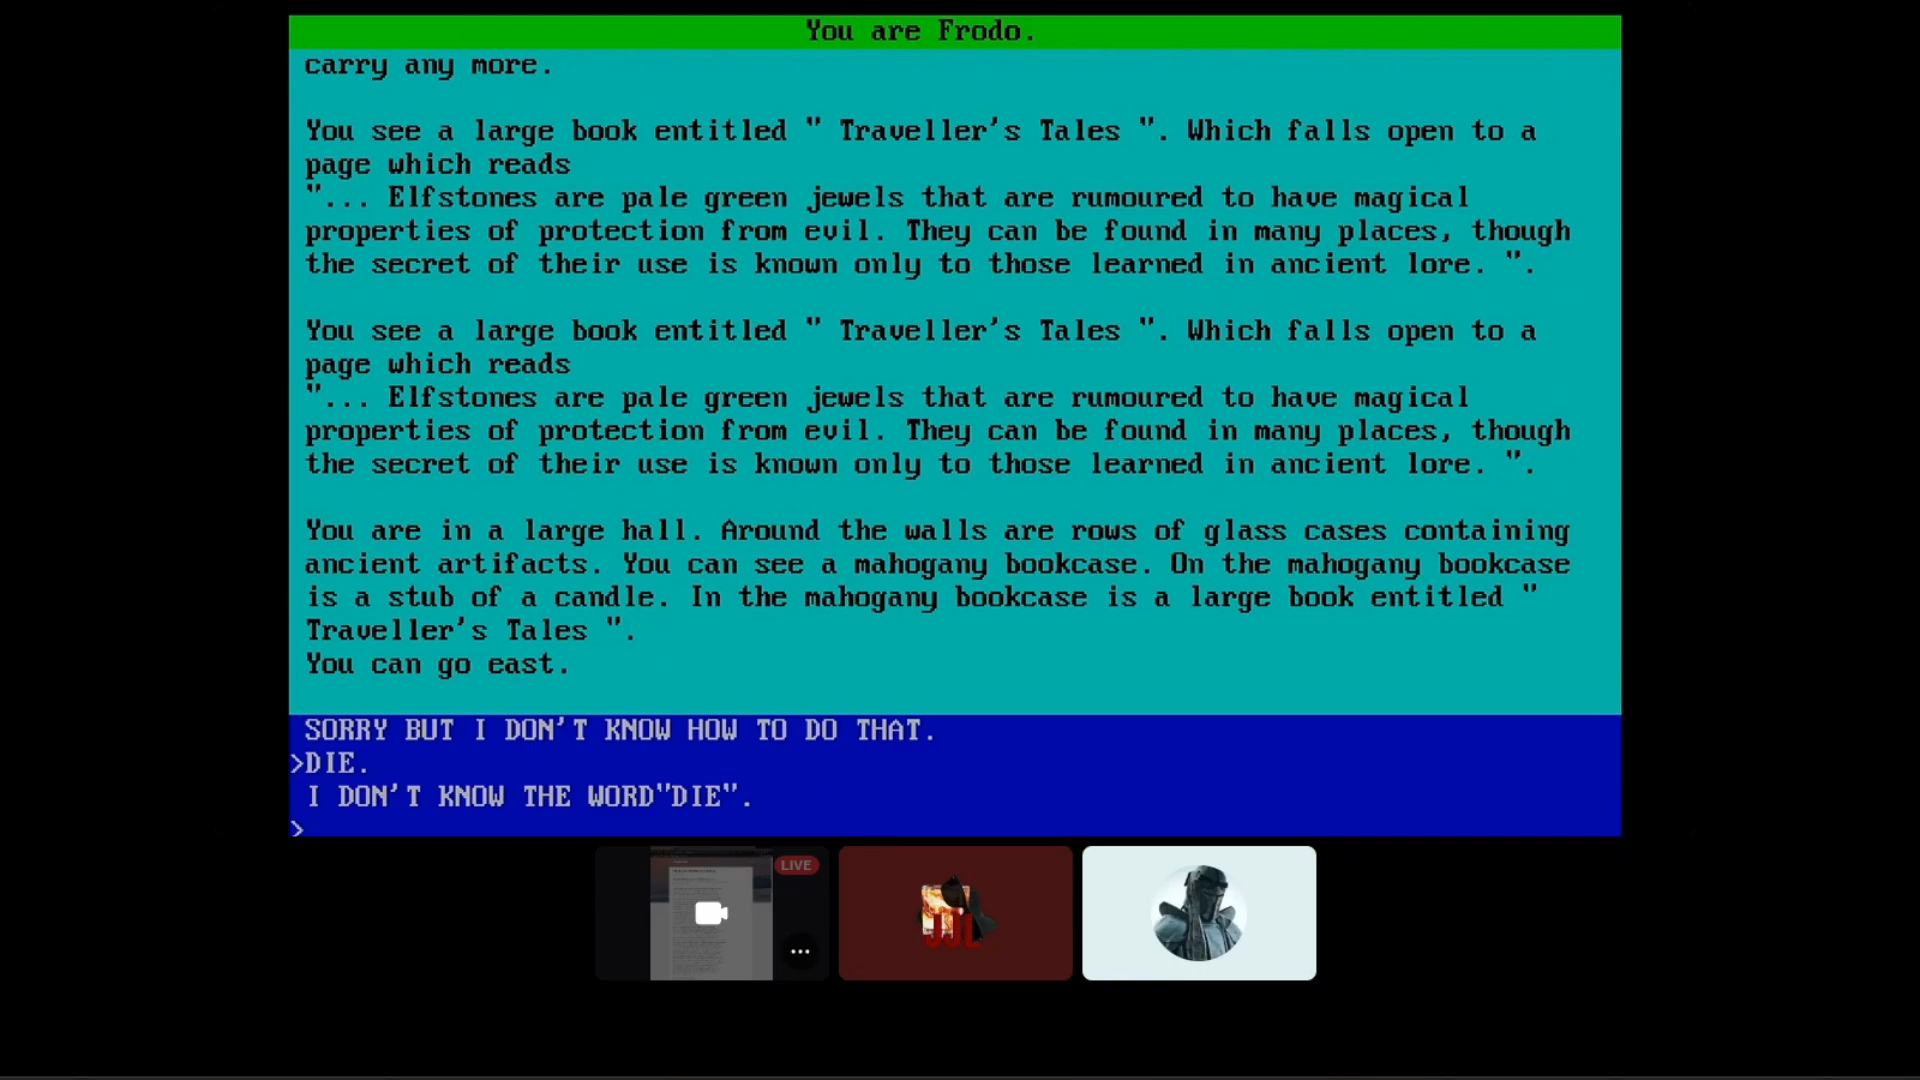 You are Frodo.
carry any more.
You see a large book entitled " Traveller's Tales ". Which falls open to a
page which reads
"... Elfstones are pale green jewels that are rumoured to have magical
properties of protection from evil. They can be found in many places, though
the secret of their use is known only to those learned in ancient lore. ".
You see a large book entitled " Traveller's Tales ". Which falls open to a
page which reads
"... Elfstones are pale green jewels that are rumoured to have magical
properties of protection from evil. They can be found in many places, though
the secret of their use is known only to those learned in ancient lore. ".
You are in a large hall. Around the walls are rows of glass cases containing
ancient artifacts. You can see a mahogany bookcase. On the mahogany bookcase
is a stub of a candle. In the mahogany bookcase is a large book entitled "
Traveller's Tales ".
You can go east.
SORRY BUT I DON'T KNOW HOW TO DO THAT.
>DIE.
I DON'T KNOW THE WORD"DIE".
>
LIVE
JJL